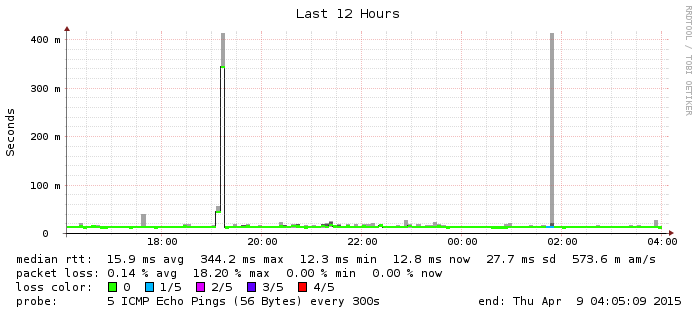 Last 12 Hours
RRDTOOL / TOBI OETIKER
Seconds
400 m
300 m
200 m
100 m
0
18:00 20:00 22:00 00:00 02:00 04:00
median rtt: 15.9 ms avg 344.2 ms max 12.3 ms min 12.8 ms now 27.7 ms sd 573.6 m am/s
packet loss: 0.14 % avg 18.20 % max 0.00 % min 0.00 % now
loss color: 0 1/5 2/5 3/5 4/5
probe: 5 ICMP Echo Pings (56 Bytes) every 300s end: Thu Apr 9 04:05:09 2015